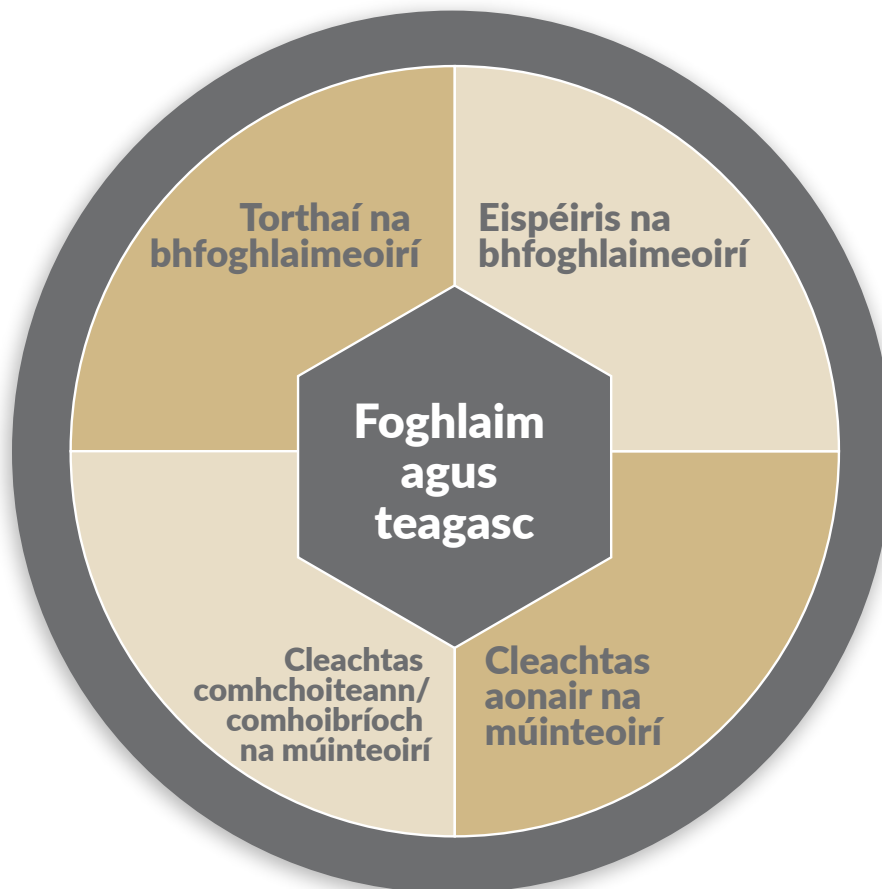 Torthaí na
bhfoghlaimeoirí
Eispéiris na
bhfoghlaimeoirí
Foghlaim
agus
teagasc
Cleachtas
comhchoiteann/
comhoibríoch
na múinteoirí
Cleachtas
aonair na
múinteoirí